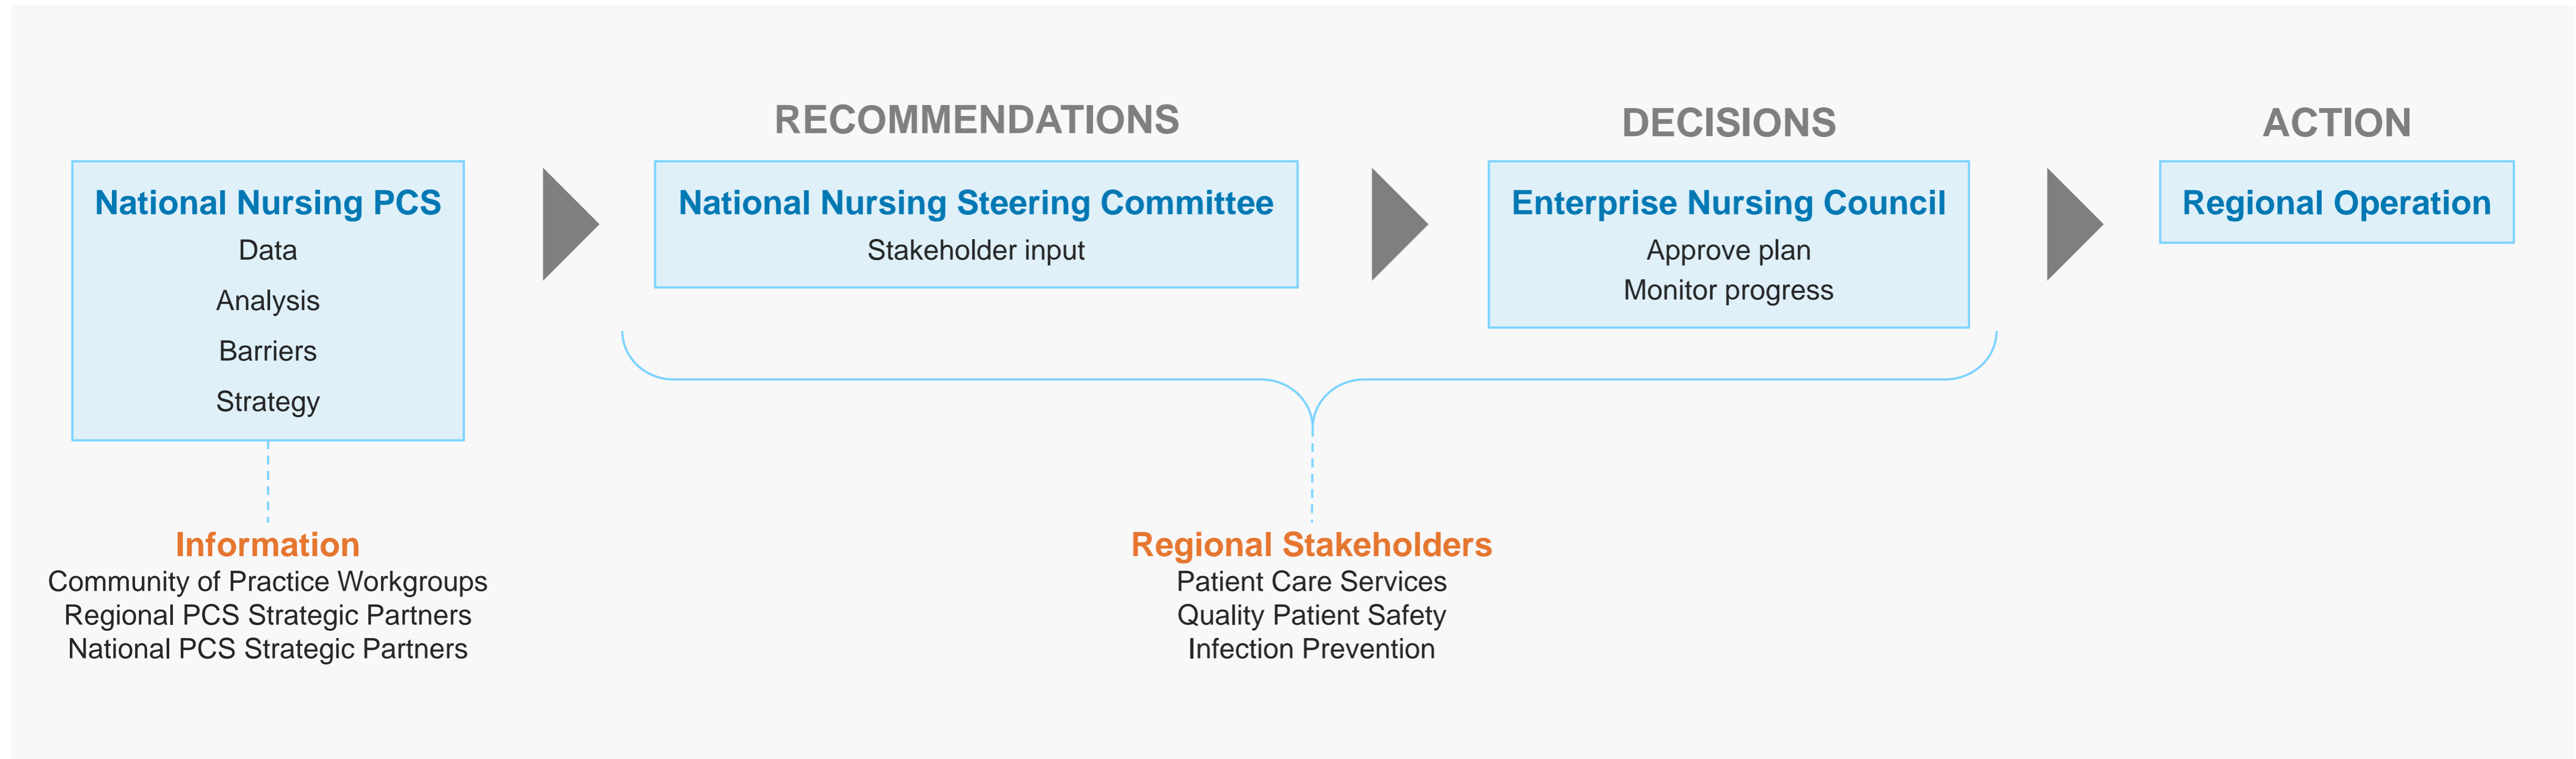 RECOMMENDATIONS
DECISIONS
ACTION
National Nursing PCS
Data
Analysis
Barriers
Strategy
National Nursing Steering Committee
Stakeholder input
Enterprise Nursing Council
Approve plan
Monitor progress
Regional Operation
Information
Community of Practice Workgroups
Regional PCS Strategic Partners
National PCS Strategic Partners
Regional Stakeholders
Patient Care Services
Quality Patient Safety
Infection Prevention